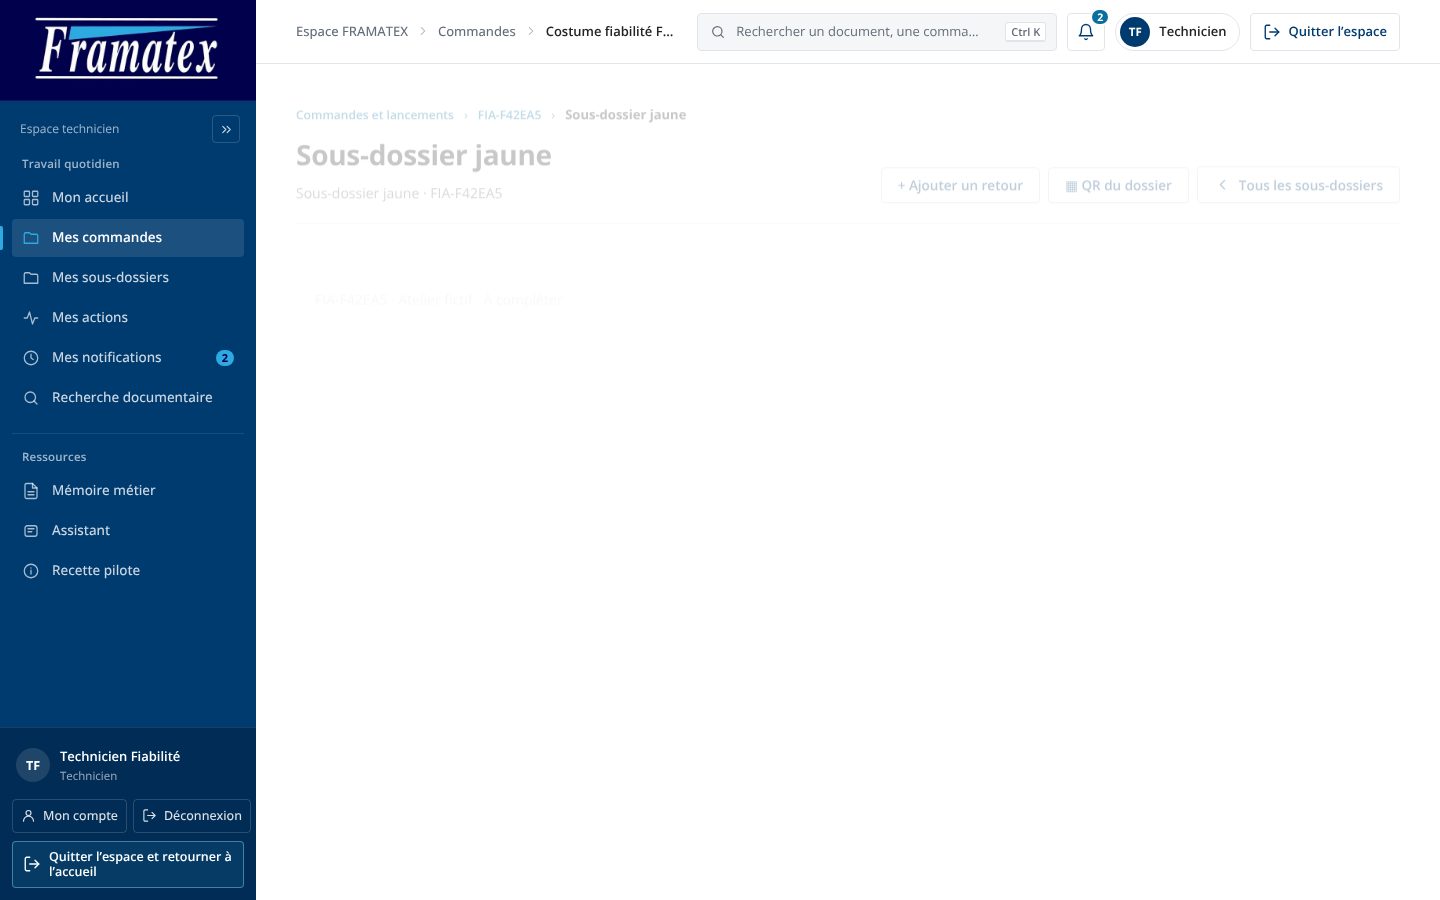 Framatex
Espace FRAMATEX > Commandes > Costume fiabilité F...
Rechercher un document, une comma...
Ctrl K
2
TF
Technicien
Quitter l'espace
Espace technicien
Travail quotidien
Mon accueil
Mes commandes
Mes sous-dossiers
Mes actions
Mes notifications
2
Recherche documentaire
Ressources
Mémoire métier
Assistant
Recette pilote
TF
Technicien Fiabilité
Technicien
Mon compte
Déconnexion
Quitter l'espace et retourner à
l'accueil
Commandes et lancements › FIA-F42EA5 › Sous-dossier jaune
Sous-dossier jaune
Sous-dossier jaune · FIA-F42EA5
+ Ajouter un retour
QR du dossier
Tous les sous-dossiers
FIA-F42EA5 · Atelier fictif · À compléter